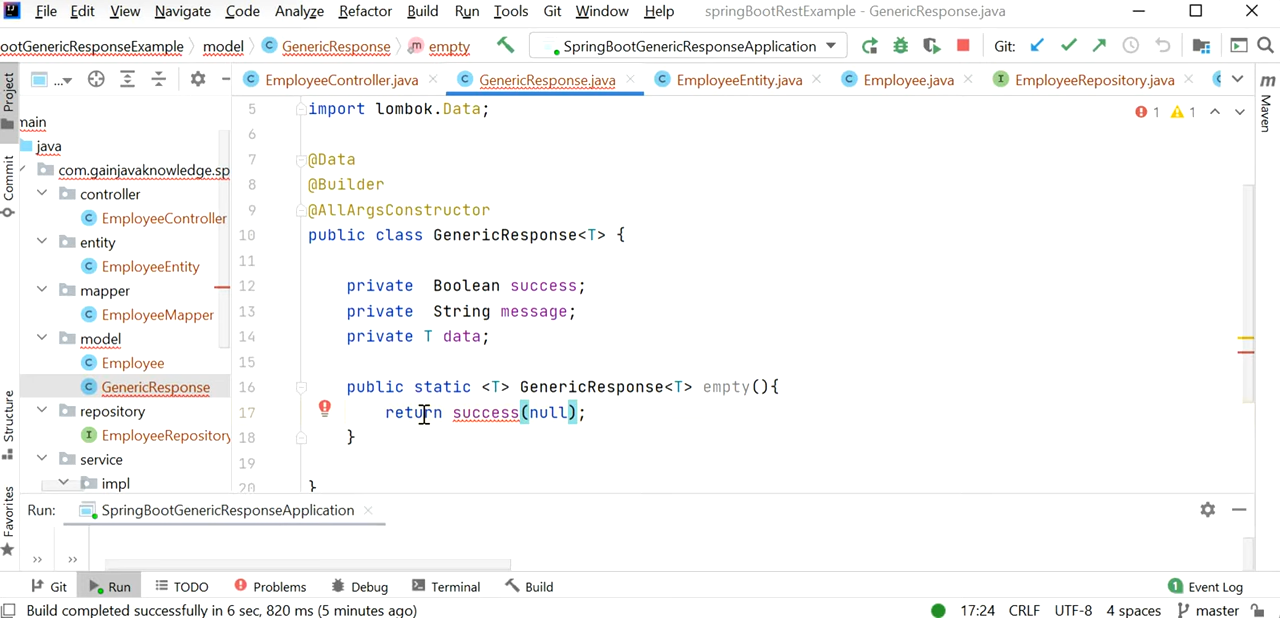 File Edit View Navigate Code Analyze Refactor Build Run Tools Git Window Help springBootRestExample - GenericResponse.java
ootGenericResponseExample model GenericResponse empty SpringBootGenericResponseApplication Git:
... EmployeeController.java GenericResponse.java EmployeeEntity.java Employee.java EmployeeRepository.java
Project
Commit
Structure
Favorites
Maven
main
java
com.gainjavaknowledge.sp
controller
EmployeeController
entity
EmployeeEntity
mapper
EmployeeMapper
model
Employee
GenericResponse
repository
EmployeeRepository
service
impl
1 1
5 import lombok.Data;
6
7 @Data
8 @Builder
9 @AllArgsConstructor
10 public class GenericResponse<T> {
11
12 private  Boolean success;
13 private  String message;
14 private T data;
15
16 public static <T> GenericResponse<T> empty(){
17 return success(null);
18 }
19
20 }
Run: SpringBootGenericResponseApplication
Git Run TODO Problems Debug Terminal Build 1 Event Log
Build completed successfully in 6 sec, 820 ms (5 minutes ago) 17:24 CRLF UTF-8 4 spaces master